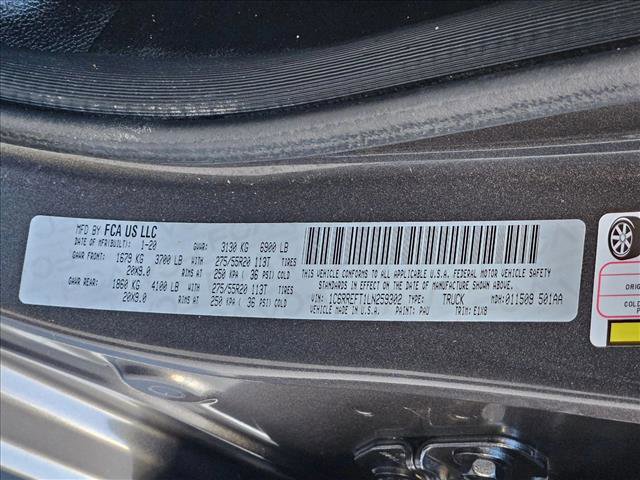 MFD BY FCA US LLC
DATE OF MFR(BUILT): 1-20 GVWR: 3130 KG 6900 LB
GAWR FRONT: 1679 KG 3700 LB WITH 275/55R20 113T TIRES
20X9.0 RIMS AT 250 KPA ( 36 PSI) COLD
GAWR REAR: 1860 KG 4100 LB WITH 275/55R20 113T TIRES
20X9.0 RIMS AT 250 KPA ( 36 PSI) COLD
THIS VEHICLE CONFORMS TO ALL APPLICABLE U.S.A. FEDERAL MOTOR VEHICLE SAFETY
STANDARDS IN EFFECT ON THE DATE OF MANUFACTURE SHOWN ABOVE.
VIN: 1C6RREFT1LN259302 TYPE: TRUCK MDH: 011509 501AA
VEHICLE MADE IN U.S.A. PAINT: PAU TRIM: E1X8
ORIG